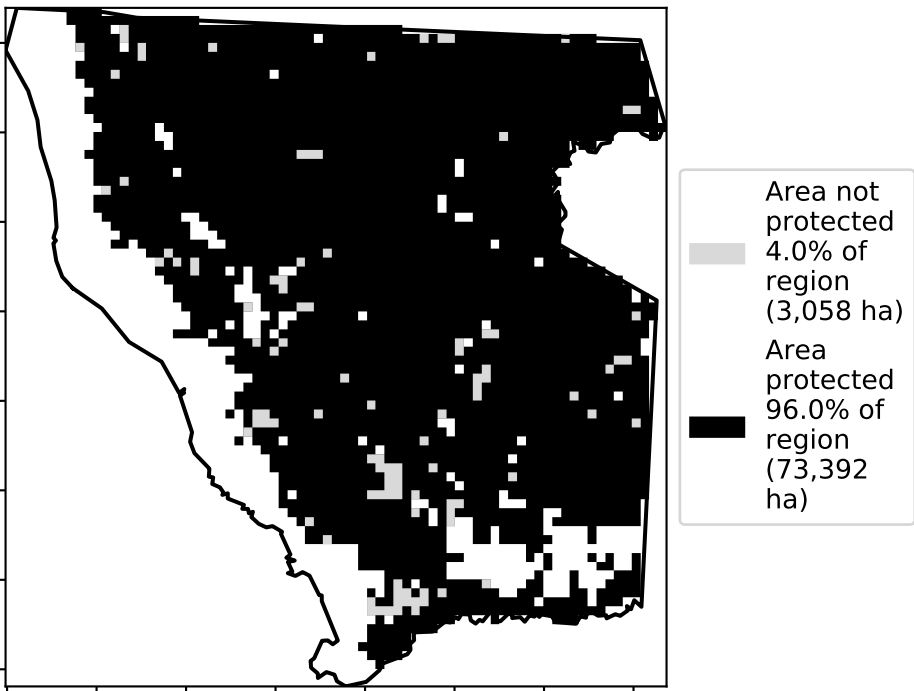 Area not
protected
4.0% of
region
(3,058 ha)
Area
protected
96.0% of
region
(73,392
ha)